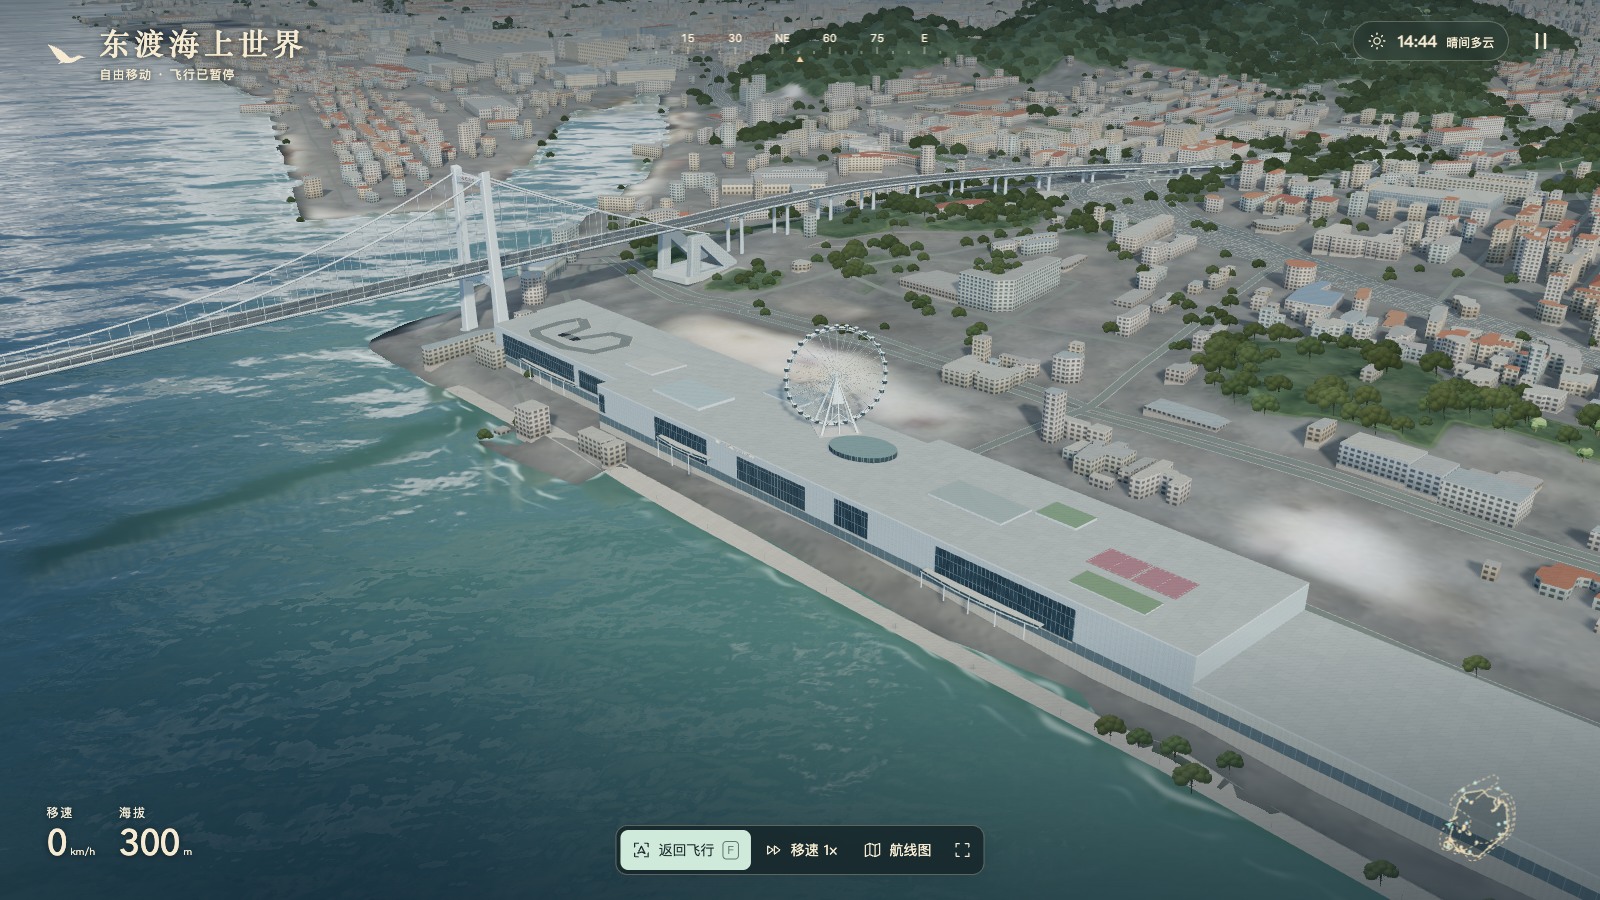 东渡海上世界
自由移动 · 飞行已暂停
15 30 NE 60 75 E
14:44 晴间多云
移速 海拔
0 km/h 300 m
返回飞行 F 移速 1x 航线图